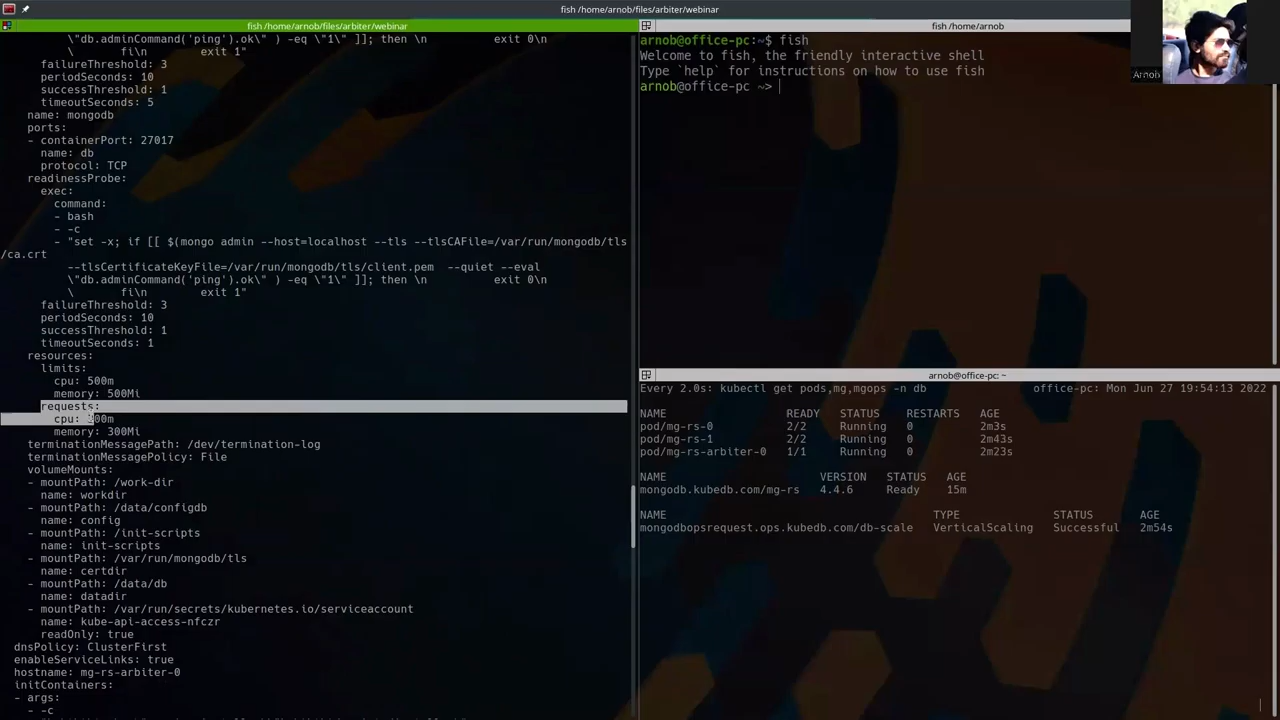 fish /home/arnob/files/arbiter/webinar
fish /home/arnob/files/arbiter/webinar
\"db.adminCommand('ping').ok\" ) -eq \"1\" ]]; then \n          exit 0\n
\       fi\n        exit 1"
failureThreshold: 3
periodSeconds: 10
successThreshold: 1
timeoutSeconds: 5
name: mongodb
ports:
- containerPort: 27017
name: db
protocol: TCP
readinessProbe:
exec:
command:
- bash
- -c
- "set -x; if [[ $(mongo admin --host=localhost --tls --tlsCAFile=/var/run/mongodb/tls
/ca.crt
--tlsCertificateKeyFile=/var/run/mongodb/tls/client.pem  --quiet --eval
\"db.adminCommand('ping').ok\" ) -eq \"1\" ]]; then \n          exit 0\n
\       fi\n        exit 1"
failureThreshold: 3
periodSeconds: 10
successThreshold: 1
timeoutSeconds: 1
resources:
limits:
cpu: 500m
memory: 500Mi
requests:
cpu: 300m
memory: 300Mi
terminationMessagePath: /dev/termination-log
terminationMessagePolicy: File
volumeMounts:
- mountPath: /work-dir
name: workdir
- mountPath: /data/configdb
name: config
- mountPath: /init-scripts
name: init-scripts
- mountPath: /var/run/mongodb/tls
name: certdir
- mountPath: /data/db
name: datadir
- mountPath: /var/run/secrets/kubernetes.io/serviceaccount
name: kube-api-access-nfczr
readOnly: true
dnsPolicy: ClusterFirst
enableServiceLinks: true
hostname: mg-rs-arbiter-0
initContainers:
- args:
- -c
fish /home/arnob
arnob@office-pc:~$ fish
Welcome to fish, the friendly interactive shell
Type `help` for instructions on how to use fish
arnob@office-pc ~>
Arnob
arnob@office-pc: ~
Every 2.0s: kubectl get pods,mg,mgops -n db          office-pc: Mon Jun 27 19:54:13 2022
NAME                  READY   STATUS    RESTARTS   AGE
pod/mg-rs-0           2/2     Running   0          2m3s
pod/mg-rs-1           2/2     Running   0          2m43s
pod/mg-rs-arbiter-0   1/1     Running   0          2m23s
NAME                       VERSION   STATUS   AGE
mongodb.kubedb.com/mg-rs   4.4.6     Ready    15m
NAME                                         TYPE              STATUS       AGE
mongodbopsrequest.ops.kubedb.com/db-scale   VerticalScaling   Successful   2m54s